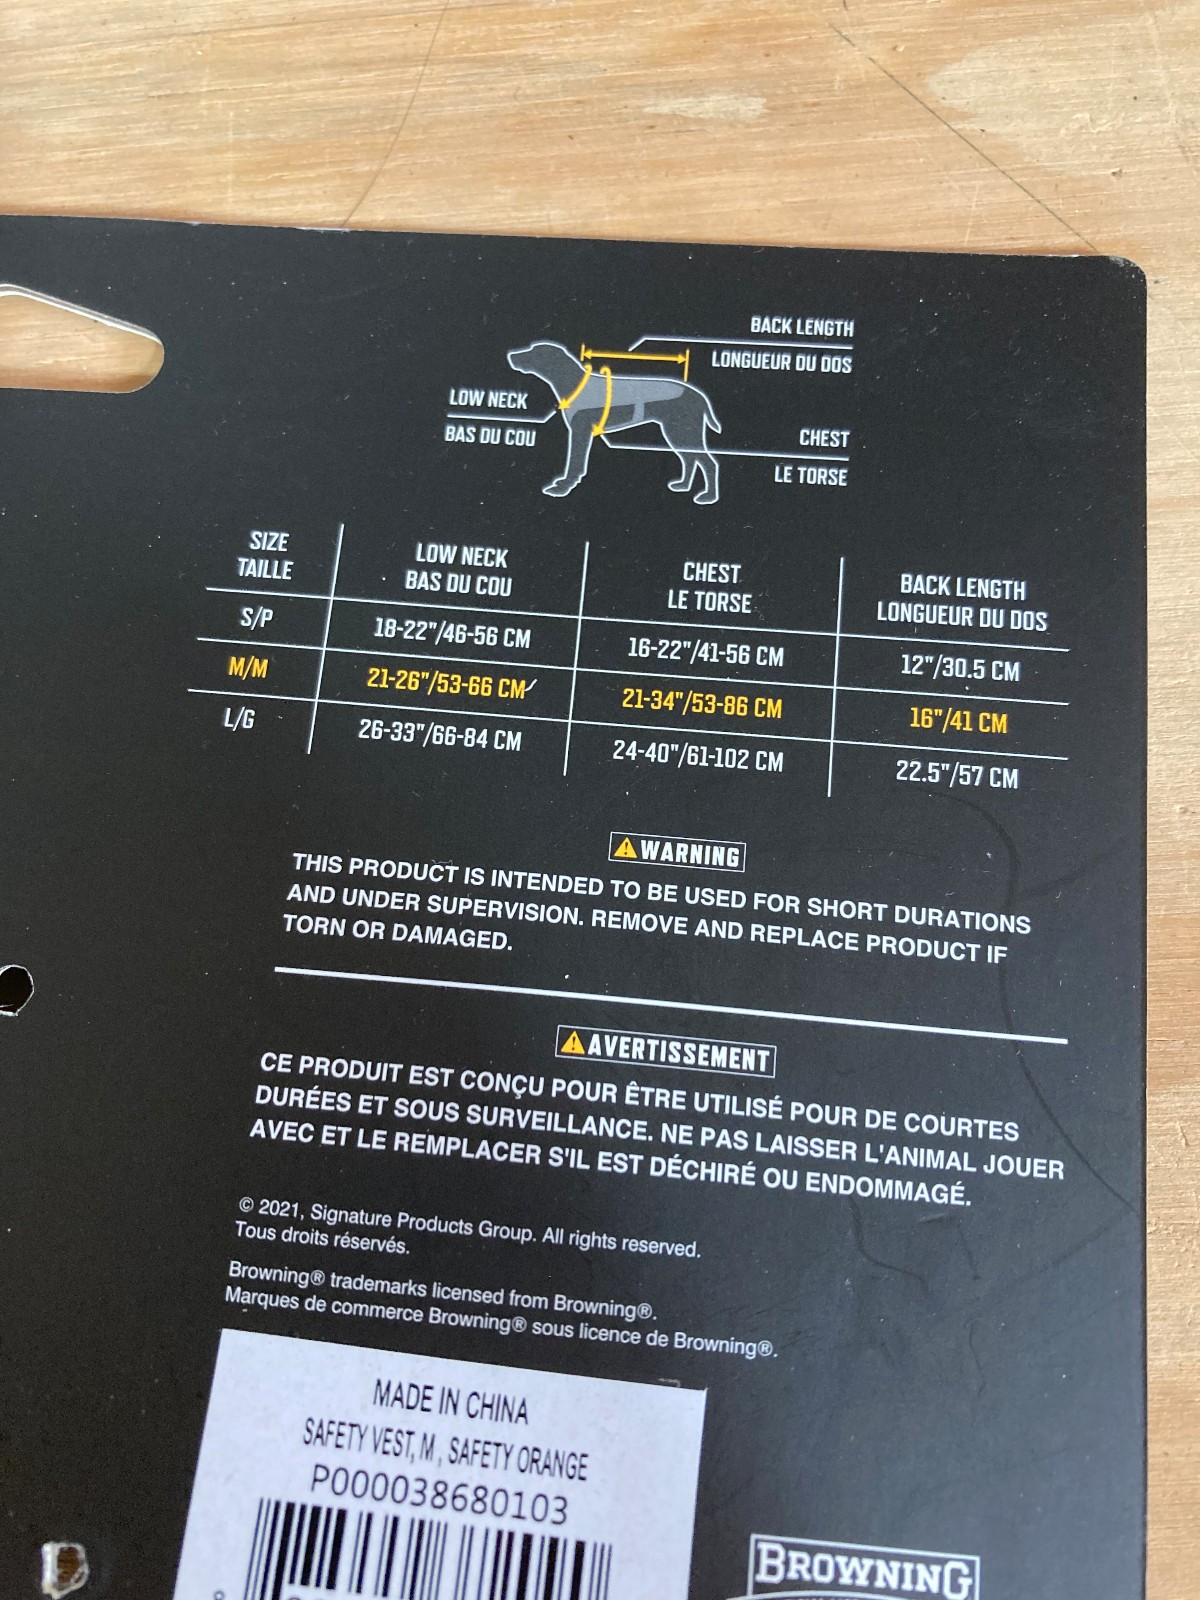 BACK LENGTH
LONGUEUR DU DOS
LOW NECK
BAS DU COU
CHEST
LE TORSE
SIZE LOW NECK CHEST BACK LENGTH
TAILLE BAS DU COU LE TORSE LONGUEUR DU DOS
S/P 18-22"/46-56 CM 16-22"/41-56 CM 12"/30.5 CM
M/M 21-26"/53-66 CM 21-34"/53-86 CM 16"/41 CM
L/G 26-33"/66-84 CM 24-40"/61-102 CM 22.5"/57 CM
WARNING
THIS PRODUCT IS INTENDED TO BE USED FOR SHORT DURATIONS
AND UNDER SUPERVISION. REMOVE AND REPLACE PRODUCT IF
TORN OR DAMAGED.
AVERTISSEMENT
CE PRODUIT EST CONÇU POUR ÊTRE UTILISÉ POUR DE COURTES
DURÉES ET SOUS SURVEILLANCE. NE PAS LAISSER L'ANIMAL JOUER
AVEC ET LE REMPLACER S'IL EST DÉCHIRÉ OU ENDOMMAGÉ.
© 2021, Signature Products Group. All rights reserved.
Tous droits réservés.
Browning® trademarks licensed from Browning®.
Marques de commerce Browning® sous licence de Browning®.
MADE IN CHINA
SAFETY VEST, M , SAFETY ORANGE
P000038680103
BROWNING